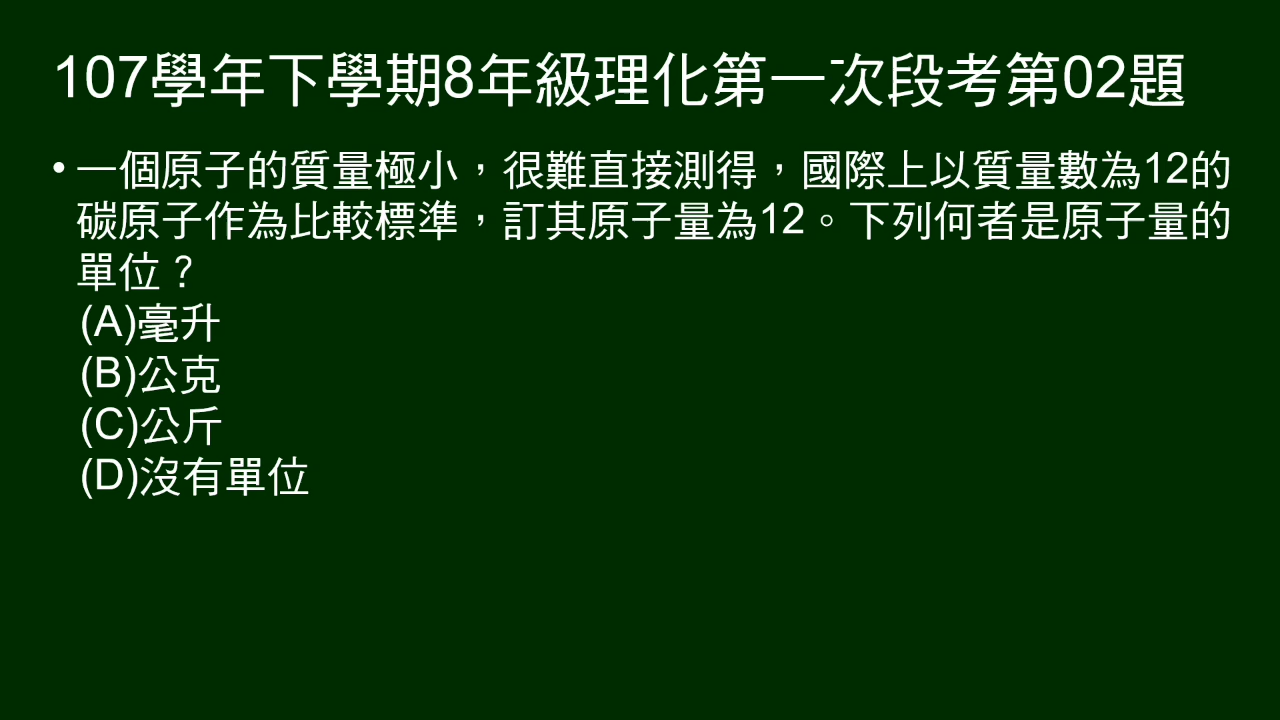 107學年下學期8年級理化第一次段考第02題
• 一個原子的質量極小，很難直接測得，國際上以質量數為12的
碳原子作為比較標準，訂其原子量為12。下列何者是原子量的
單位？
(A)毫升
(B)公克
(C)公斤
(D)沒有單位